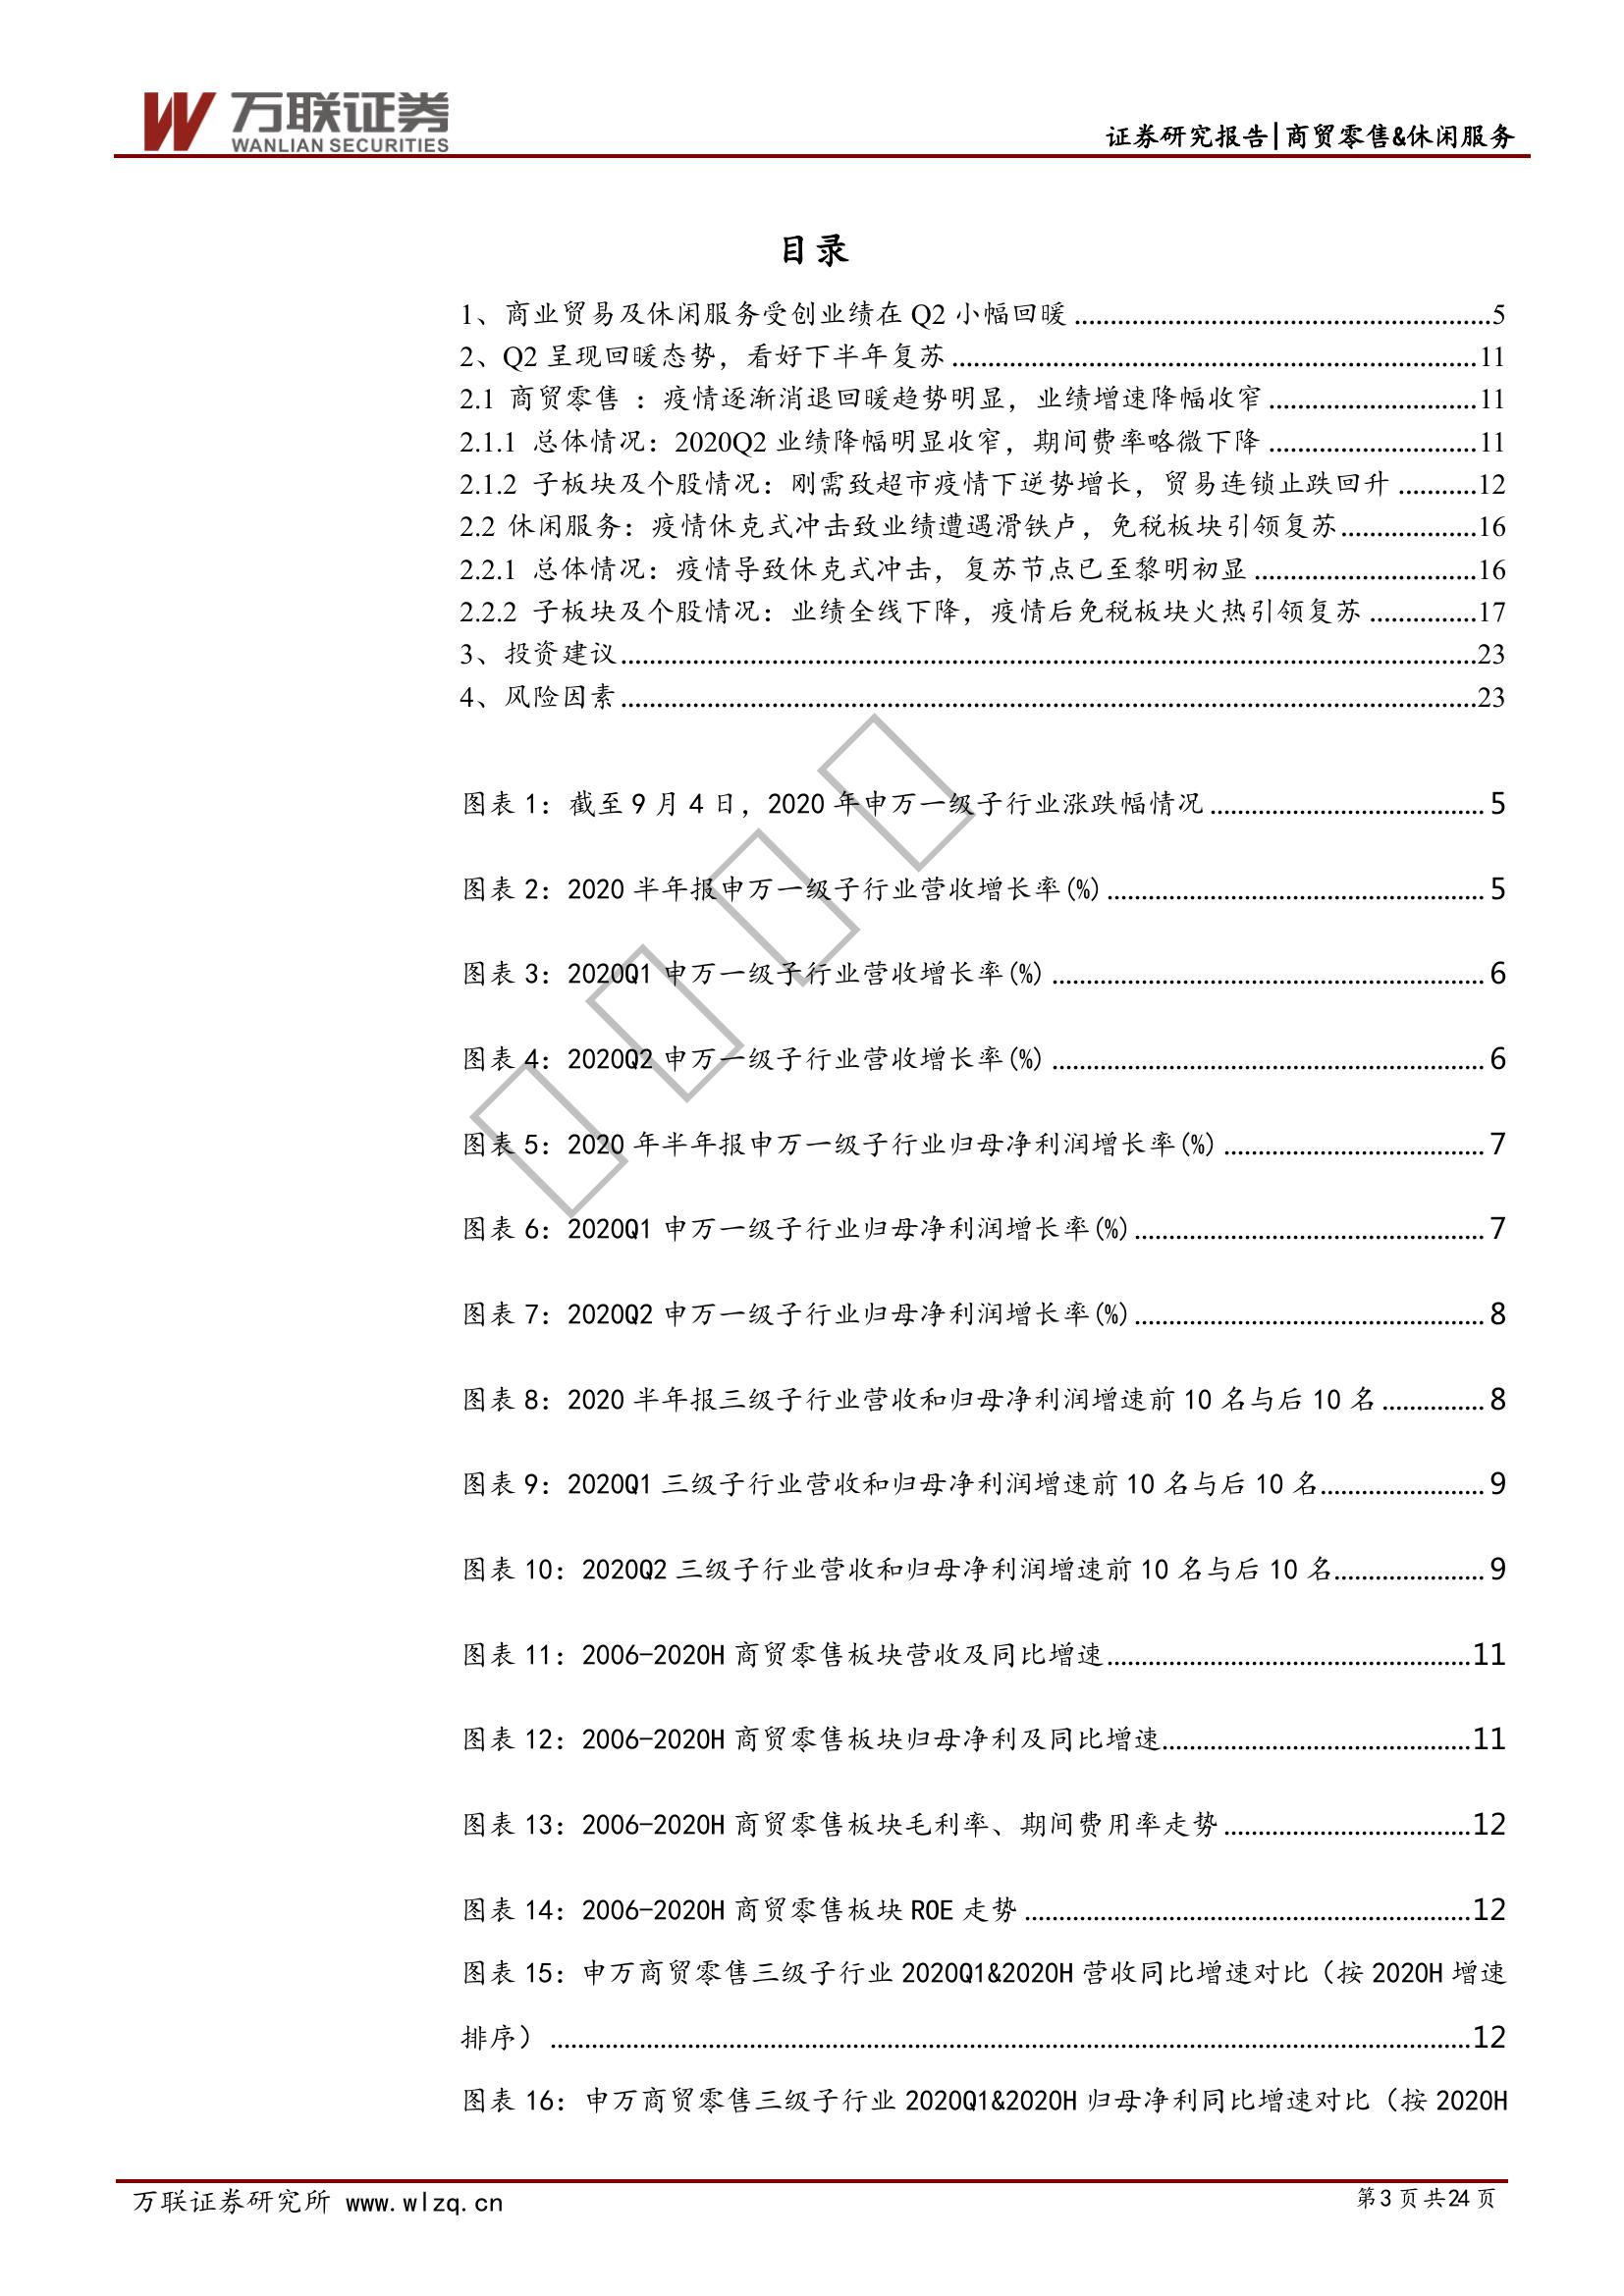 万联证券
WANLIAN SECURITIES
证券研究报告|商贸零售&休闲服务
目录
1、商业贸易及休闲服务受创业绩在 Q2 小幅回暖...............5
2、Q2 呈现回暖态势，看好下半年复苏...............11
2.1 商贸零售 ：疫情逐渐消退回暖趋势明显，业绩增速降幅收窄...............11
2.1.1 总体情况：2020Q2 业绩降幅明显收窄，期间费率略微下降...............11
2.1.2 子板块及个股情况：刚需致超市疫情下逆势增长，贸易连锁止跌回升...........12
2.2 休闲服务：疫情休克式冲击致业绩遭遇滑铁卢，免税板块引领复苏...............16
2.2.1 总体情况：疫情导致休克式冲击，复苏节点已至黎明初显...............16
2.2.2 子板块及个股情况：业绩全线下降，疫情后免税板块火热引领复苏...............17
3、投资建议...............23
4、风险因素...............23
图表 1：截至 9 月 4 日，2020 年申万一级子行业涨跌幅情况...............5
图表 2：2020 半年报申万一级子行业营收增长率(%)...............5
图表 3：2020Q1 申万一级子行业营收增长率(%)...............6
图表 4：2020Q2 申万一级子行业营收增长率(%)...............6
图表 5：2020 年半年报申万一级子行业归母净利润增长率(%)...............7
图表 6：2020Q1 申万一级子行业归母净利润增长率(%)...............7
图表 7：2020Q2 申万一级子行业归母净利润增长率(%)...............8
图表 8：2020 半年报三级子行业营收和归母净利润增速前 10 名与后 10 名...............8
图表 9：2020Q1 三级子行业营收和归母净利润增速前 10 名与后 10 名...............9
图表 10：2020Q2 三级子行业营收和归母净利润增速前 10 名与后 10 名...............9
图表 11：2006-2020H 商贸零售板块营收及同比增速...............11
图表 12：2006-2020H 商贸零售板块归母净利及同比增速...............11
图表 13：2006-2020H 商贸零售板块毛利率、期间费用率走势...............12
图表 14：2006-2020H 商贸零售板块 ROE 走势...............12
图表 15：申万商贸零售三级子行业 2020Q1&2020H 营收同比增速对比（按 2020H 增速
排序）...............12
图表 16：申万商贸零售三级子行业 2020Q1&2020H 归母净利同比增速对比（按 2020H
万联证券研究所 www.wlzq.cn
第 3 页 共 24 页